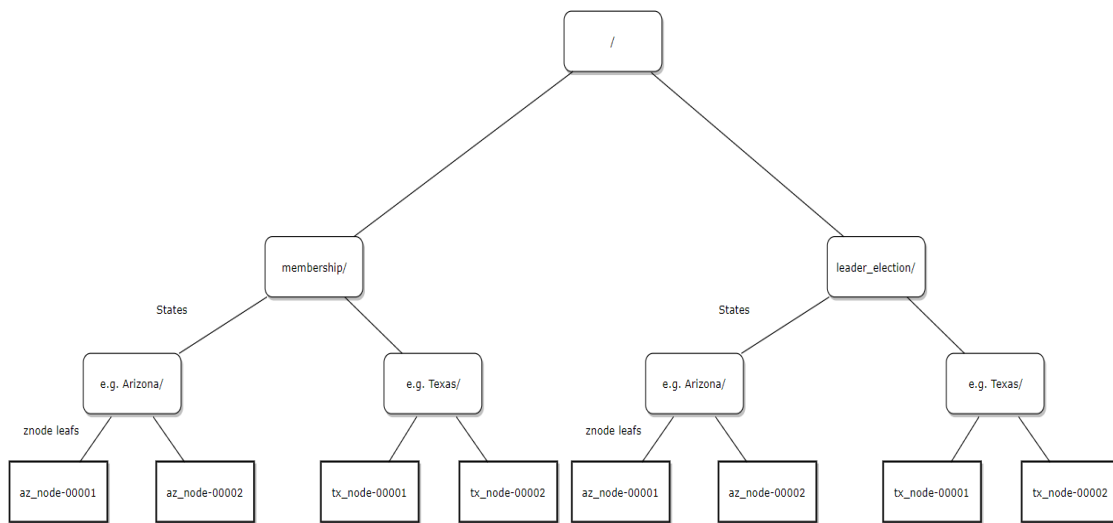 /
membership/
leader_election/
States
States
e.g. Arizona/
e.g. Texas/
e.g. Arizona/
e.g. Texas/
znode leafs
znode leafs
az_node-00001
az_node-00002
tx_node-00001
tx_node-00002
az_node-00001
az_node-00002
tx_node-00001
tx_node-00002